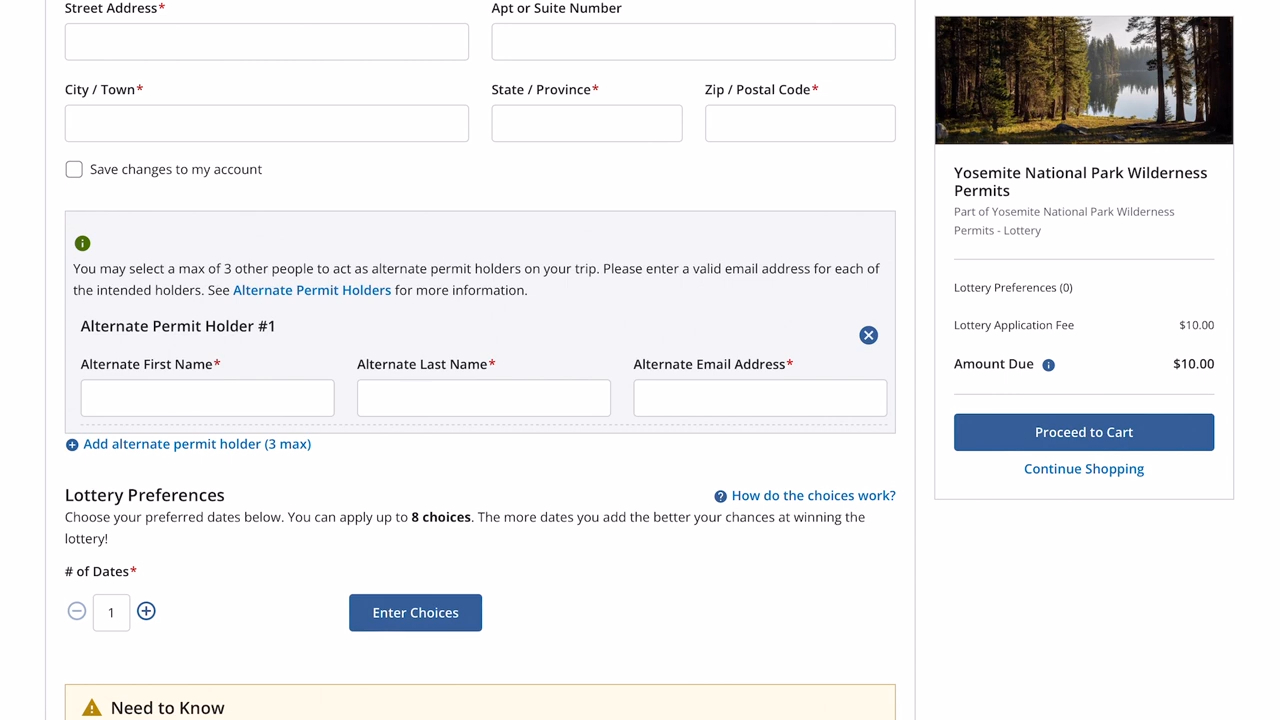 Street Address*
Apt or Suite Number
City / Town*
State / Province*
Zip / Postal Code*
Save changes to my account
You may select a max of 3 other people to act as alternate permit holders on your trip. Please enter a valid email address for each of
the intended holders. See Alternate Permit Holders for more information.
Alternate Permit Holder #1
Alternate First Name*
Alternate Last Name*
Alternate Email Address*
Add alternate permit holder (3 max)
Lottery Preferences
How do the choices work?
Choose your preferred dates below. You can apply up to 8 choices. The more dates you add the better your chances at winning the
lottery!
# of Dates*
1
Enter Choices
Need to Know
Yosemite National Park Wilderness
Permits
Part of Yosemite National Park Wilderness
Permits - Lottery
Lottery Preferences (0)
Lottery Application Fee $10.00
Amount Due $10.00
Proceed to Cart
Continue Shopping